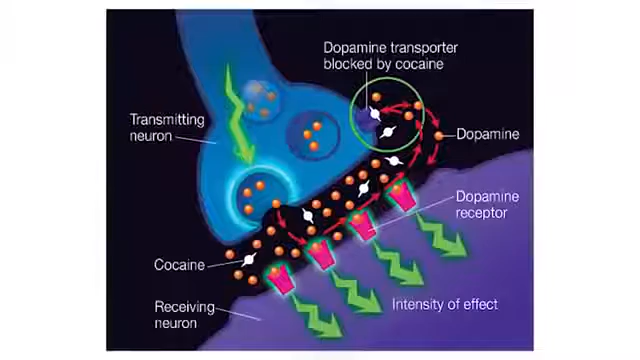 Dopamine transporter
blocked by cocaine
Transmitting
neuron
Dopamine
Dopamine
receptor
Cocaine
Intensity of effect
Receiving
neuron